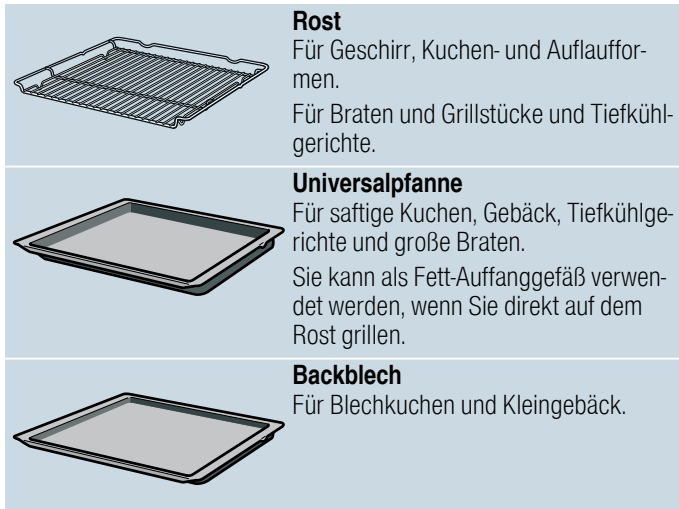 Rost
Für Geschirr, Kuchen- und Auflauffor-
men.
Für Braten und Grillstücke und Tiefkühl-
gerichte.
Universalpfanne
Für saftige Kuchen, Gebäck, Tiefkühlge-
richte und große Braten.
Sie kann als Fett-Auffanggefäß verwen-
det werden, wenn Sie direkt auf dem
Rost grillen.
Backblech
Für Blechkuchen und Kleingebäck.